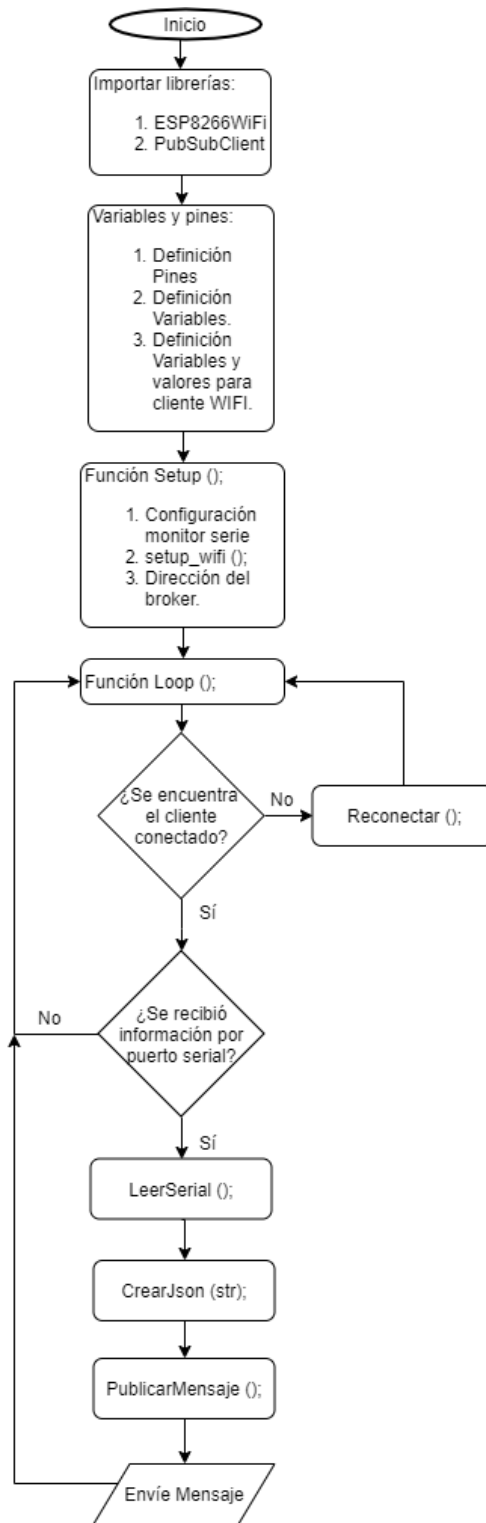 Inicio
Importar librerías:
1. ESP8266WiFi
2. PubSubClient
Variables y pines:
1. Definición
Pines
2. Definición
Variables.
3. Definición
Variables y
valores para
cliente WIFI.
Función Setup ();
1. Configuración
monitor serie
2. setup_wifi ();
3. Dirección del
broker.
Función Loop ();
¿Se encuentra
el cliente
conectado?
No
Reconectar ();
Sí
¿Se recibió
información por
puerto serial?
No
Sí
LeerSerial ();
CrearJson (str);
PublicarMensaje ();
Envíe Mensaje